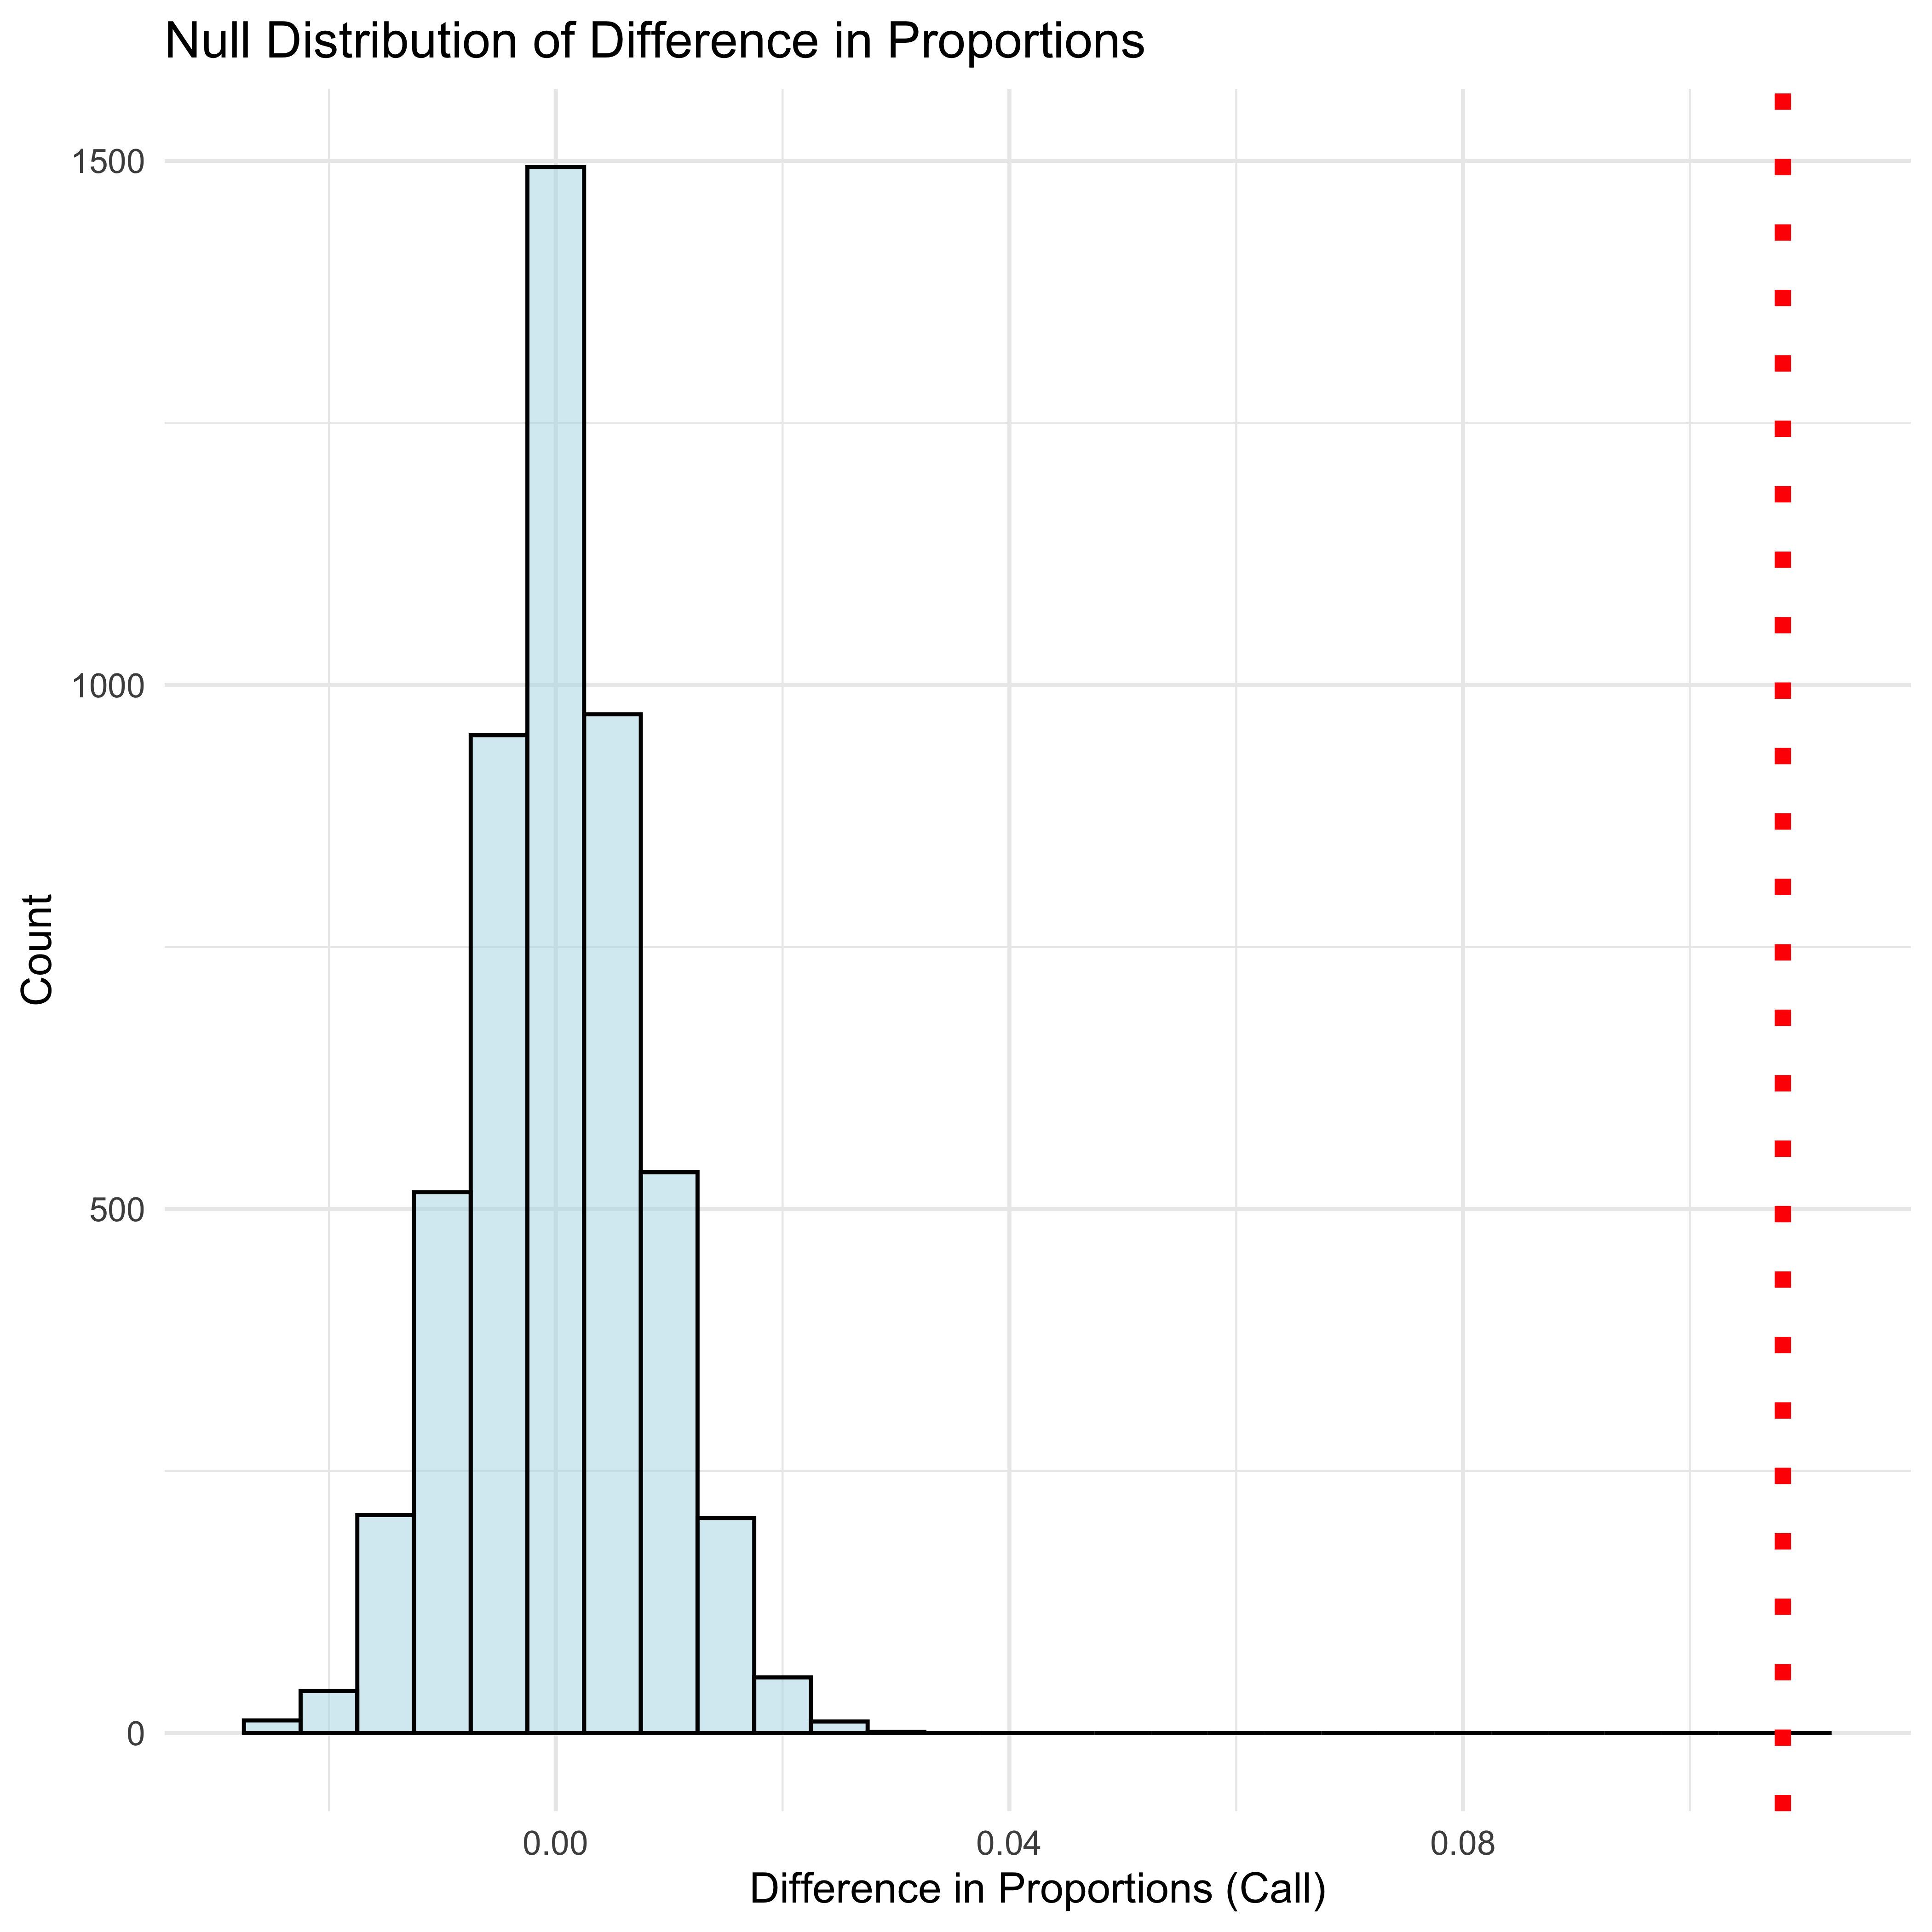 Null Distribution of Difference in Proportions
1500
1000
500
0
Count
0.00
0.04
0.08
Difference in Proportions (Call)